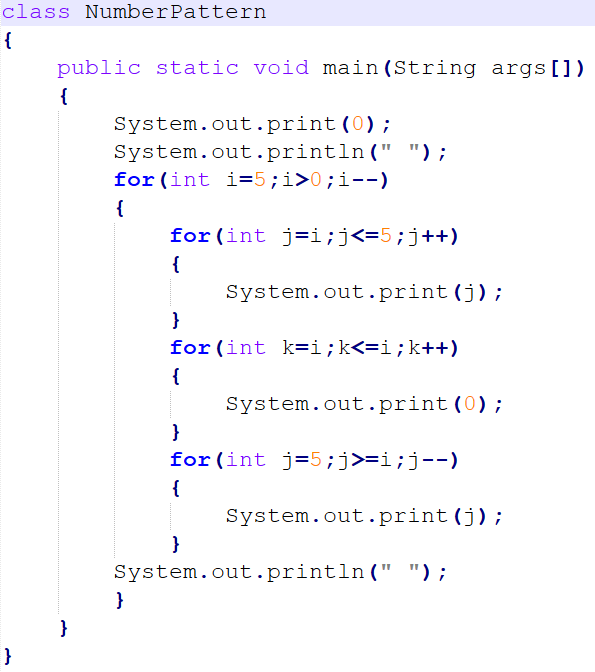 class NumberPattern
{
    public static void main(String args[])
    {
        System.out.print(0);
        System.out.println(" ");
        for(int i=5;i>0;i--)
        {
            for(int j=i;j<=5;j++)
            {
                System.out.print(j);
            }
            for(int k=i;k<=i;k++)
            {
                System.out.print(0);
            }
            for(int j=5;j>=i;j--)
            {
                System.out.print(j);
            }
        System.out.println(" ");
        }
    }
}